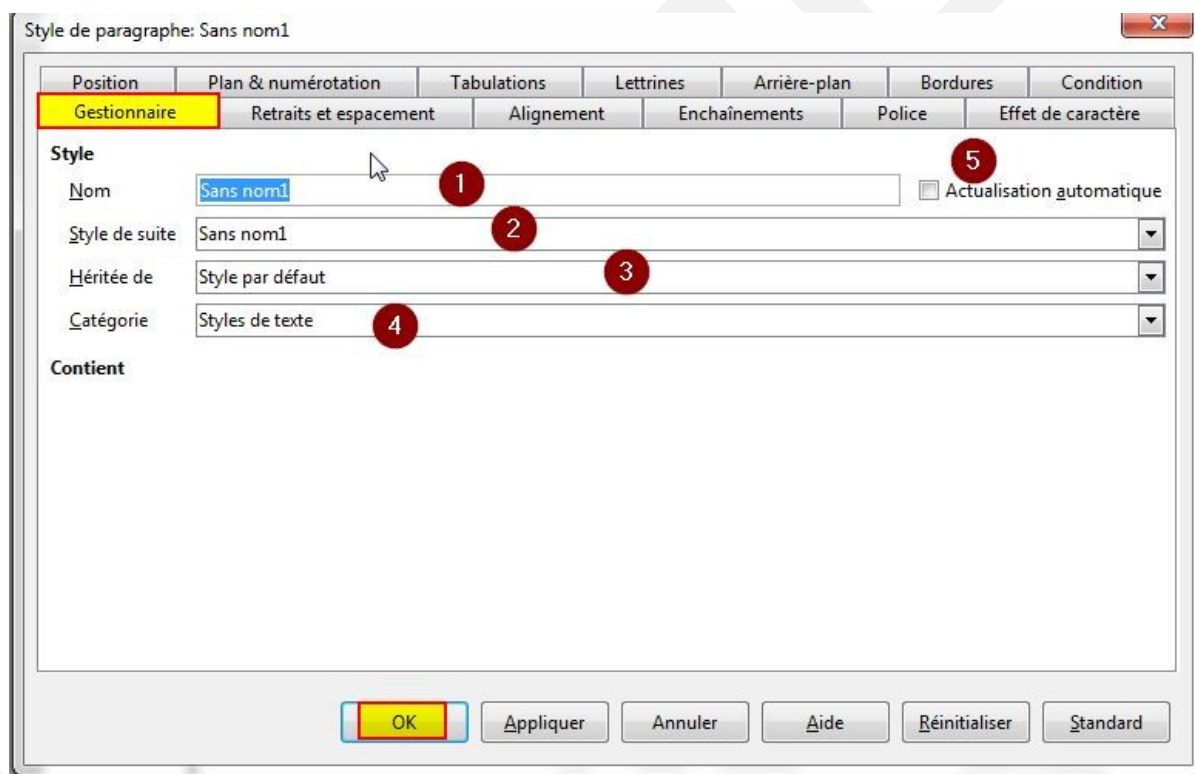 Style de paragraphe: Sans nom1
Position Plan & numérotation Tabulations Lettrines Arrière-plan Bordures Condition
Gestionnaire Retraits et espacement Alignement Enchaînements Police Effet de caractère
Style
5
Nom Sans nom1 1 Actualisation automatique
Style de suite Sans nom1 2
Héritée de Style par défaut 3
Catégorie Styles de texte 4
Contient
OK Appliquer Annuler Aide Réinitialiser Standard